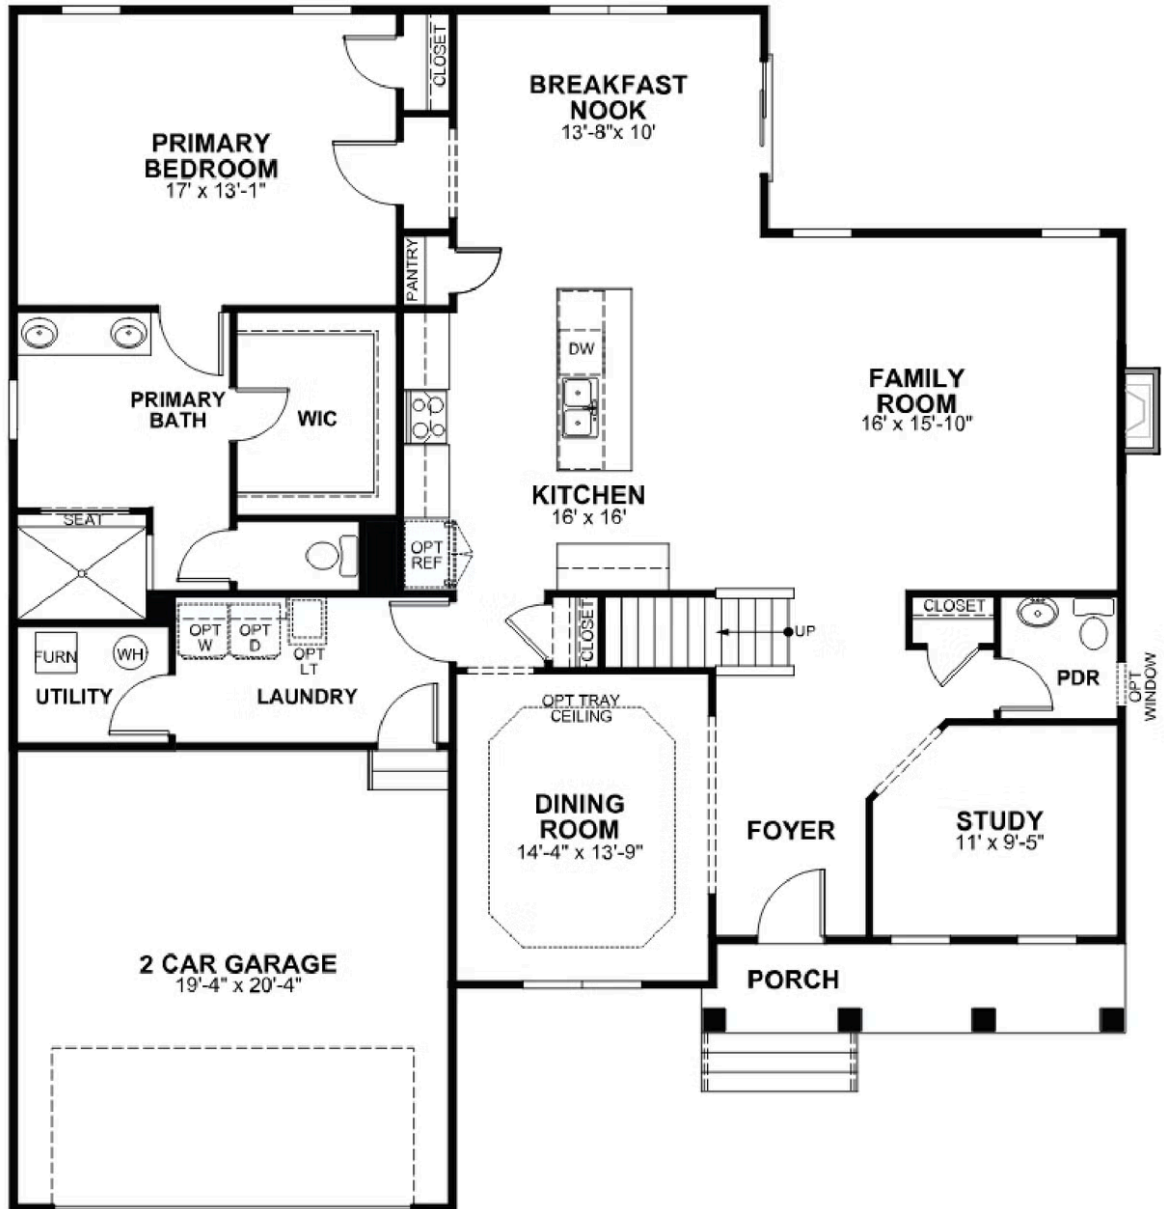 CLOSET
BREAKFAST
NOOK
13'-8"x 10'
PRIMARY
BEDROOM
17' x 13'-1"
PANTRY
DW
PRIMARY
BATH
WIC
FAMILY
ROOM
16' x 15'-10"
KITCHEN
16' x 16'
SEAT
OPT
REF
CLOSET
UP
CLOSET
OPT
W
OPT
D
OPT
LT
FURN
WH
UTILITY
LAUNDRY
PDR
OPT
WINDOW
OPT TRAY
CEILING
DINING
ROOM
14'-4" x 13'-9"
FOYER
STUDY
11' x 9'-5"
2 CAR GARAGE
19'-4" x 20'-4"
PORCH